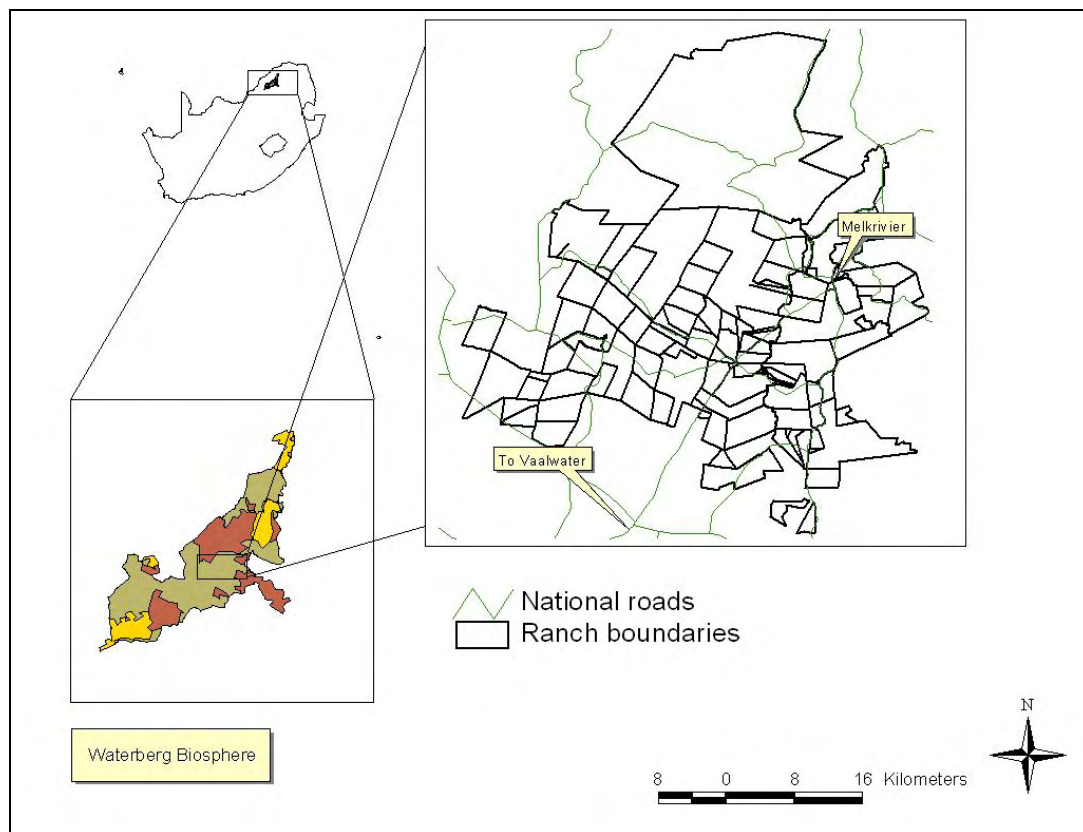 Melkrivier
To Vaalwater
National roads
Ranch boundaries
Waterberg Biosphere
N
8 0 8 16 Kilometers